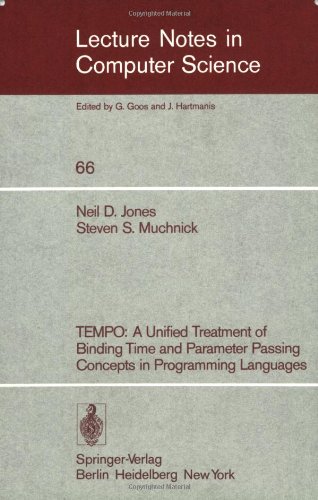 Lecture Notes in
Computer Science
Edited by G. Goos and J. Hartmanis
66
Neil D. Jones
Steven S. Muchnick
TEMPO: A Unified Treatment of
Binding Time and Parameter Passing
Concepts in Programming Languages
Springer-Verlag
Berlin Heidelberg New York